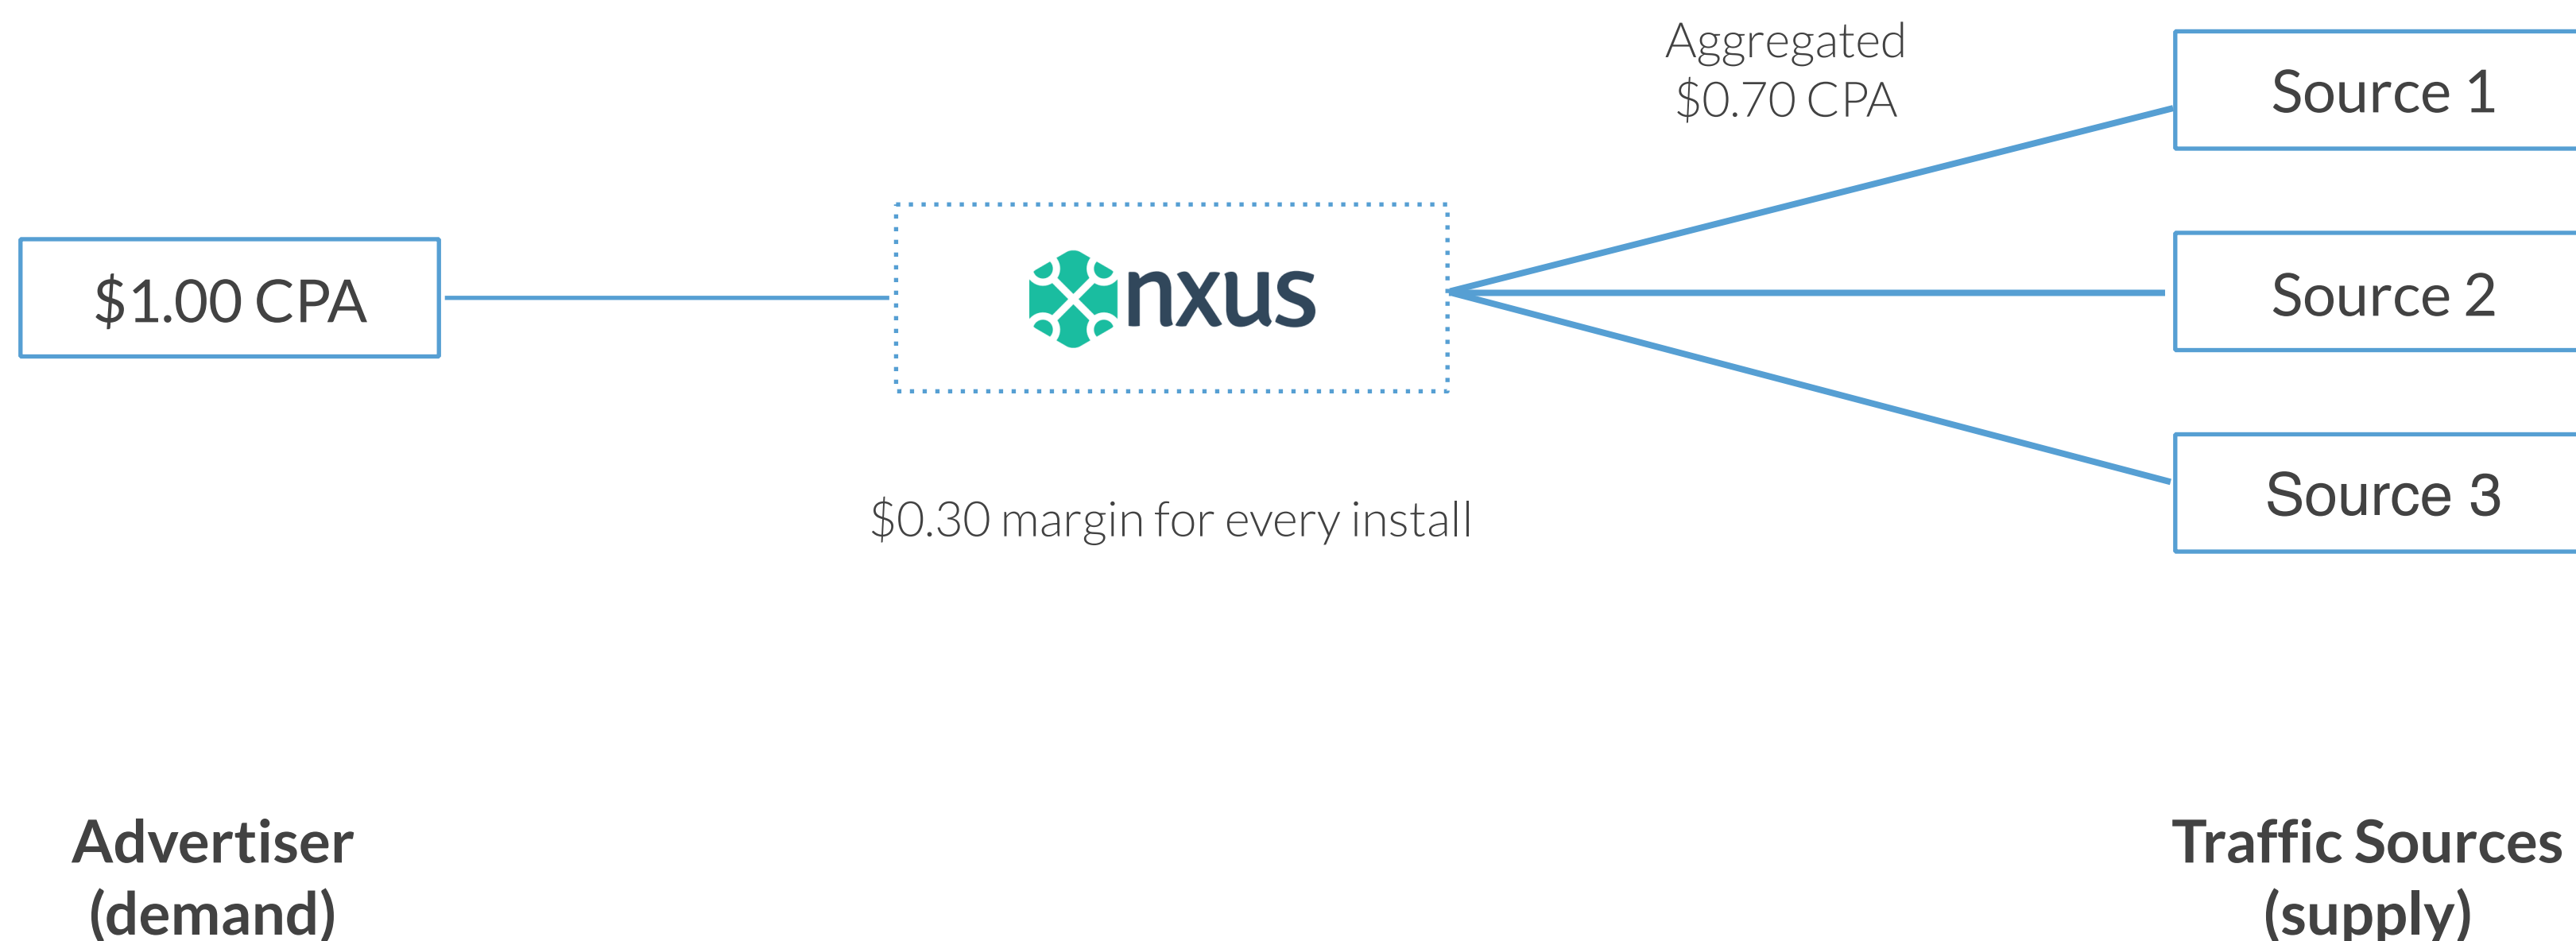 Aggregated
$0.70 CPA
Source 1
$1.00 CPA
nxus
Source 2
$0.30 margin for every install
Source 3
Advertiser
(demand)
Traffic Sources
(supply)